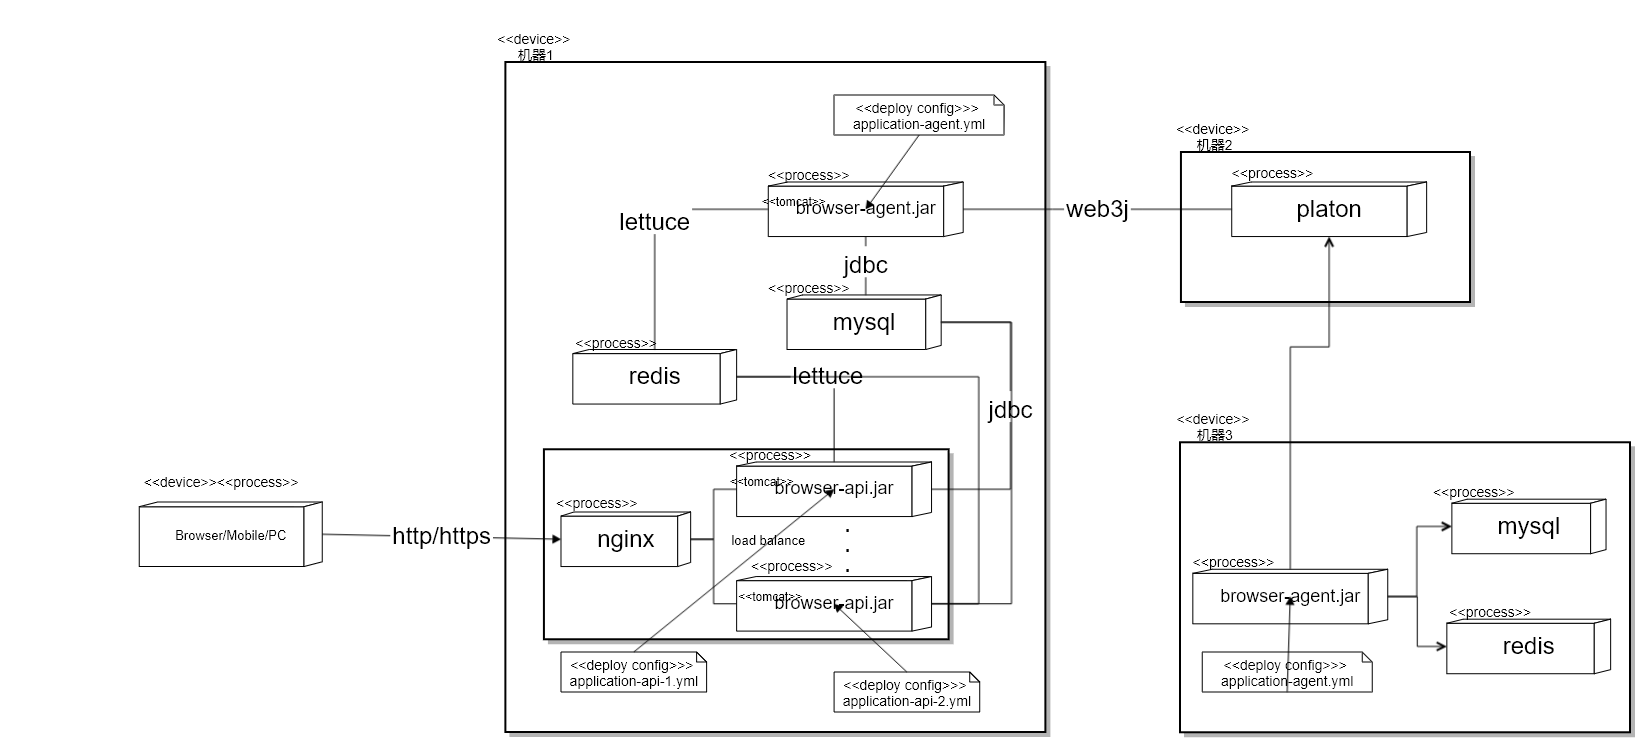 <<device>>
机器1
<<deploy config>>>
application-agent.yml
<<process>>
<<tomcat>>
browser-agent.jar
lettuce
web3j
jdbc
<<process>>
mysql
<<process>>
redis
lettuce
jdbc
<<process>>
<<tomcat>>
browser-api.jar
<<process>>
nginx
load balance
<<process>>
<<tomcat>>
browser-api.jar
<<deploy config>>>
application-api-1.yml
<<deploy config>>>
application-api-2.yml
<<device>><<process>>
Browser/Mobile/PC
http/https
<<device>>
机器2
<<process>>
platon
<<device>>
机器3
<<process>>
mysql
<<process>>
browser-agent.jar
<<process>>
redis
<<deploy config>>>
application-agent.yml